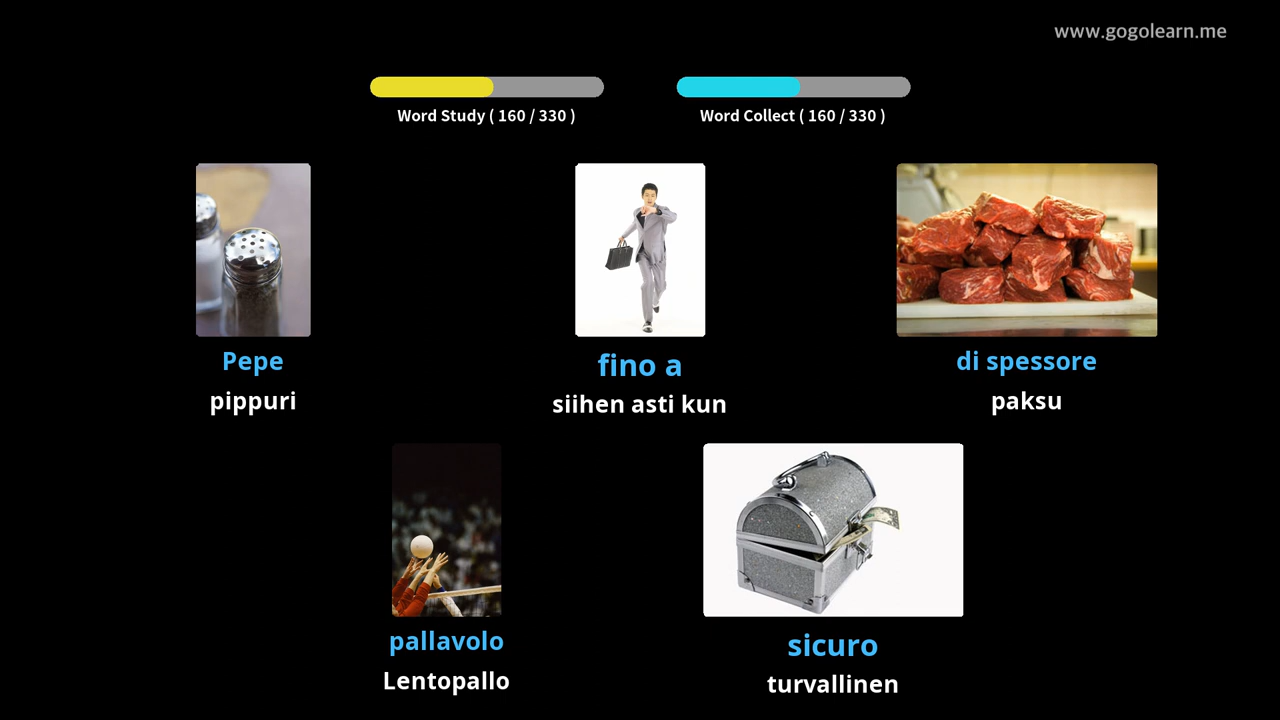 www.gogolearn.me
Word Study ( 160 / 330 )
Word Collect ( 160 / 330 )
Pepe
pippuri
fino a
siihen asti kun
di spessore
paksu
pallavolo
Lentopallo
sicuro
turvallinen